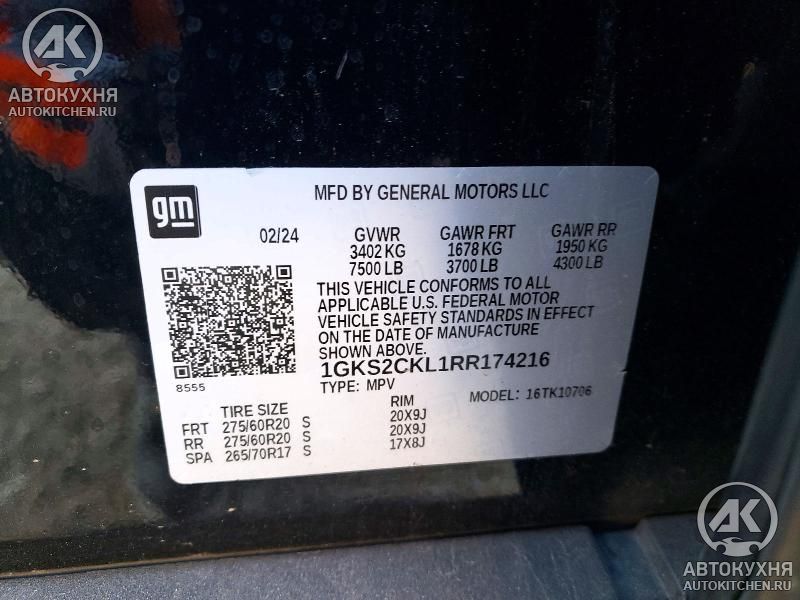 AK
АВТОКУХНЯ
AUTOKITCHEN.RU
gm
MFD BY GENERAL MOTORS LLC
02/24
GVWR GAWR FRT GAWR RR
3402 KG 1678 KG 1950 KG
7500 LB 3700 LB 4300 LB
THIS VEHICLE CONFORMS TO ALL
APPLICABLE U.S. FEDERAL MOTOR
VEHICLE SAFETY STANDARDS IN EFFECT
ON THE DATE OF MANUFACTURE
SHOWN ABOVE.
8555
1GKS2CKL1RR174216
TYPE: MPV MODEL: 16TK10706
TIRE SIZE RIM
FRT 275/60R20 S 20X9J
RR 275/60R20 S 20X9J
SPA 265/70R17 S 17X8J
AK
АВТОКУХНЯ
AUTOKITCHEN.RU